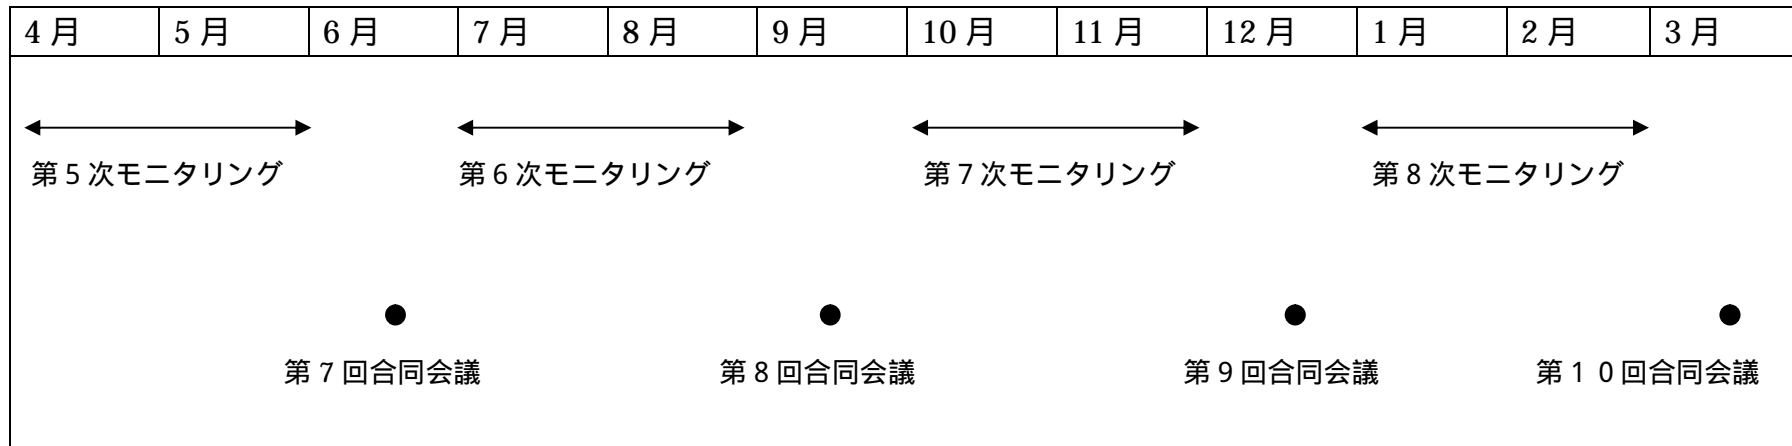 4月 5月 6月 7月 8月 9月 10月 11月 12月 1月 2月 3月
第5次モニタリング 第6次モニタリング 第7次モニタリング 第8次モニタリング
第7回合同会議 第8回合同会議 第9回合同会議 第10回合同会議